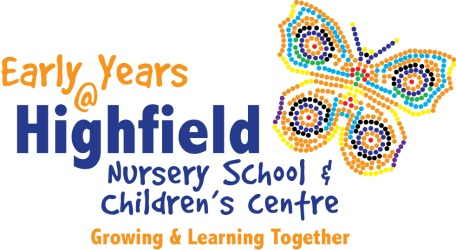 Early Years
@
Highfield
Nursery School &
Children's Centre
Growing & Learning Together